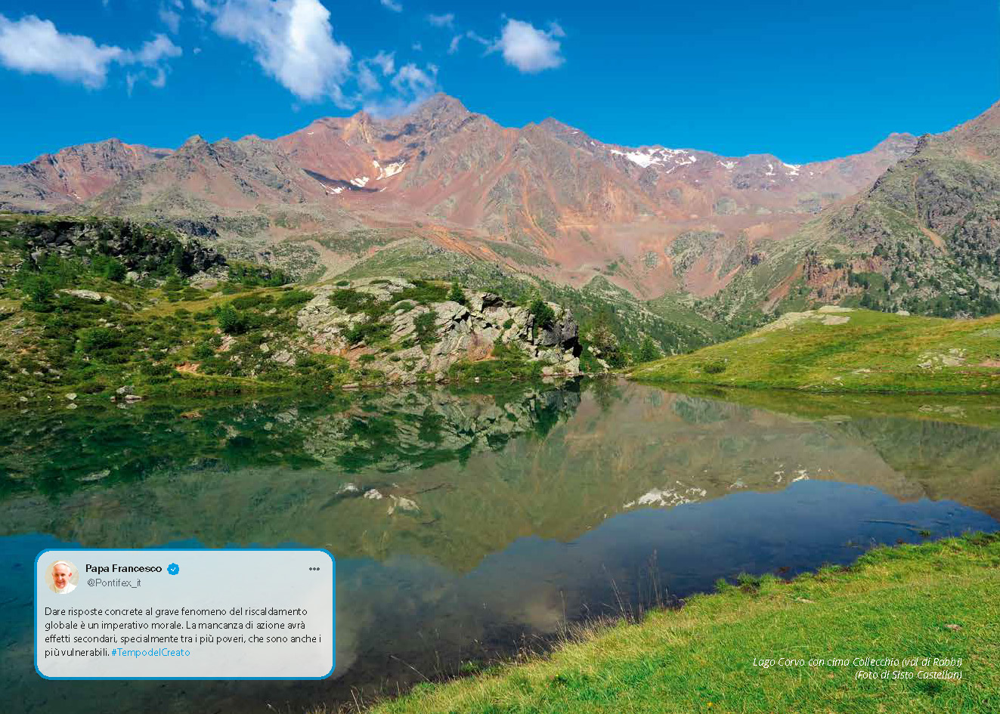 Papa Francesco
@Pontifex_it
Dare risposte concrete al grave fenomeno del riscaldamento
globale è un imperativo morale. La mancanza di azione avrà
effetti secondari, specialmente tra i più poveri, che sono anche i
più vulnerabili. #TempodelCreato
Lago Corvo con cima Collecchio (val di Rabbi)
(Foto di Sisto Castellan)